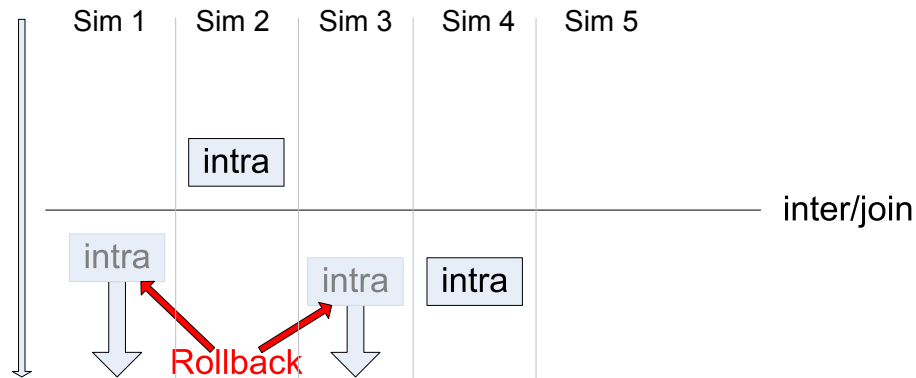 Sim 1
Sim 2
Sim 3
Sim 4
Sim 5
intra
inter/join
intra
intra
intra
Rollback